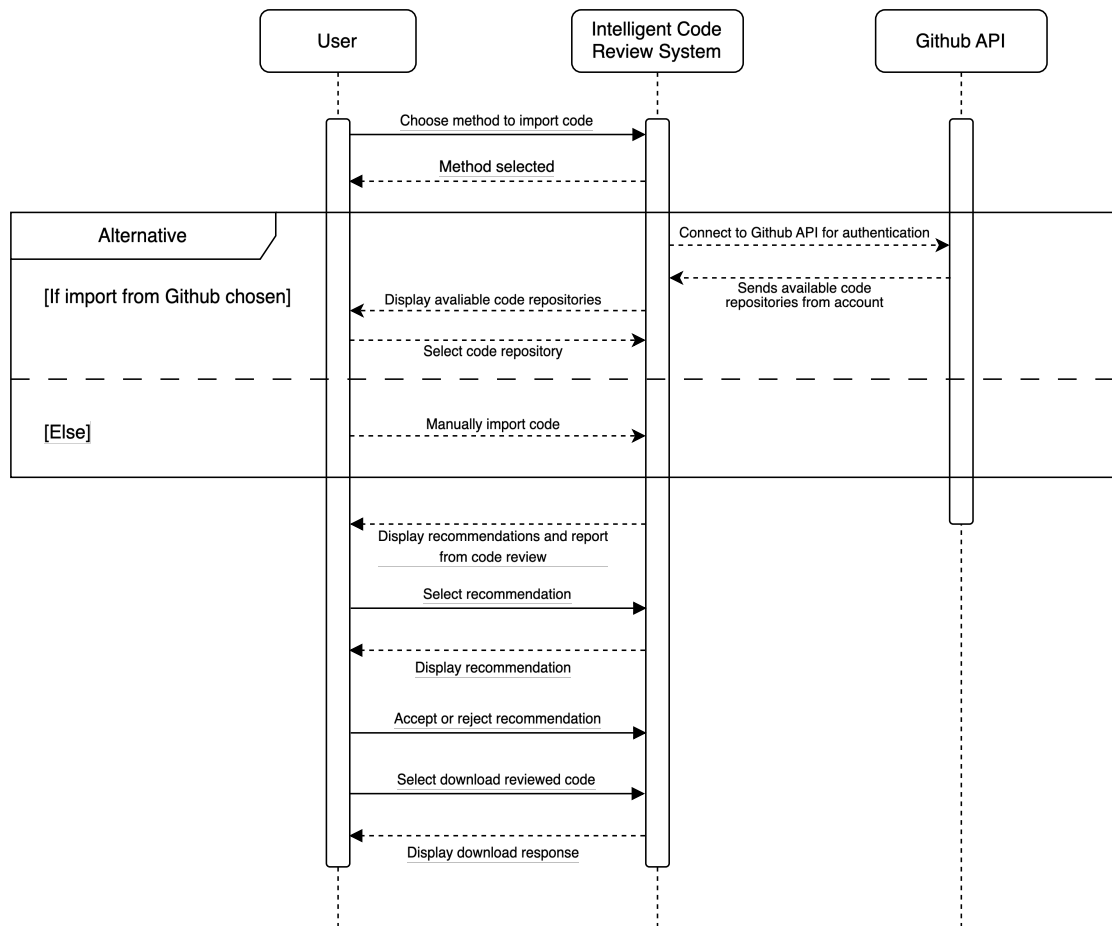 User
Intelligent Code
Review System
Github API
Choose method to import code
Method selected
Alternative
Connect to Github API for authentication
[If import from Github chosen]
Sends available code
repositories from account
Display avaliable code repositories
Select code repository
[Else]
Manually import code
Display recommendations and report
from code review
Select recommendation
Display recommendation
Accept or reject recommendation
Select download reviewed code
Display download response